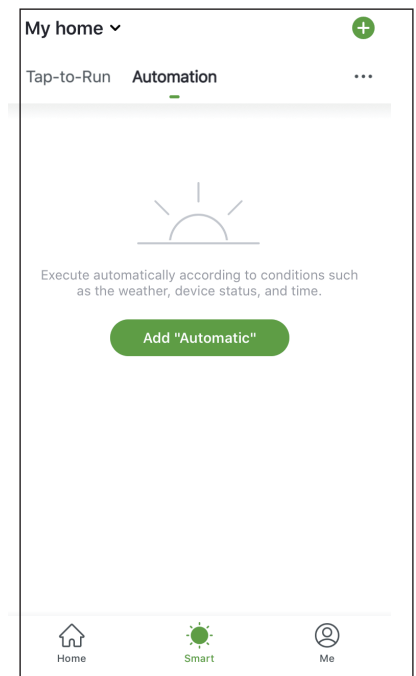 My home
Tap-to-Run Automation
Execute automatically according to conditions such
as the weather, device status, and time.
Add "Automatic"
Home Smart Me